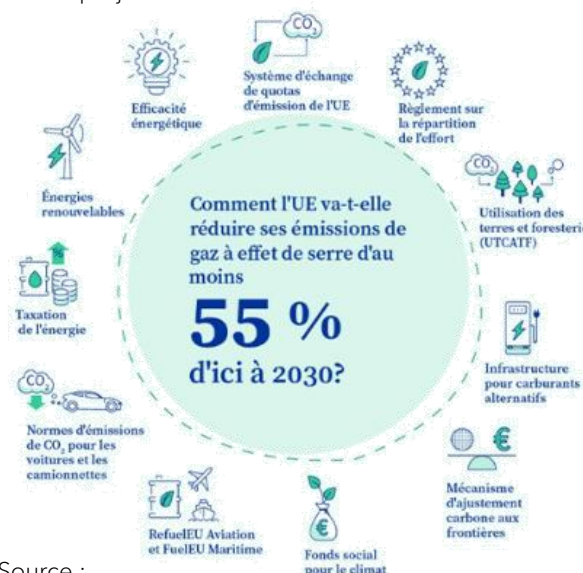 CO₂
Système d'échange
de quotas
d'émission de l'UE
Règlement sur
la répartition
de l'effort
CO₂
Utilisation des
terres et foresterie
(UTCATF)
Infrastructure
pour carburants
alternatifs
€
Mécanisme
d'ajustement
carbone aux
frontières
€
Fonds social
pour le climat
RefuelEU Aviation
et FuelEU Maritime
CO₂
Normes d'émissions
de CO₂ pour les
voitures et les
camionnettes
%
Taxation
de l'énergie
Énergies
renouvelables
Efficacité
énergétique
Comment l'UE va-t-elle
réduire ses émissions de
gaz à effet de serre d'au
moins
55 %
d'ici à 2030?
Source :